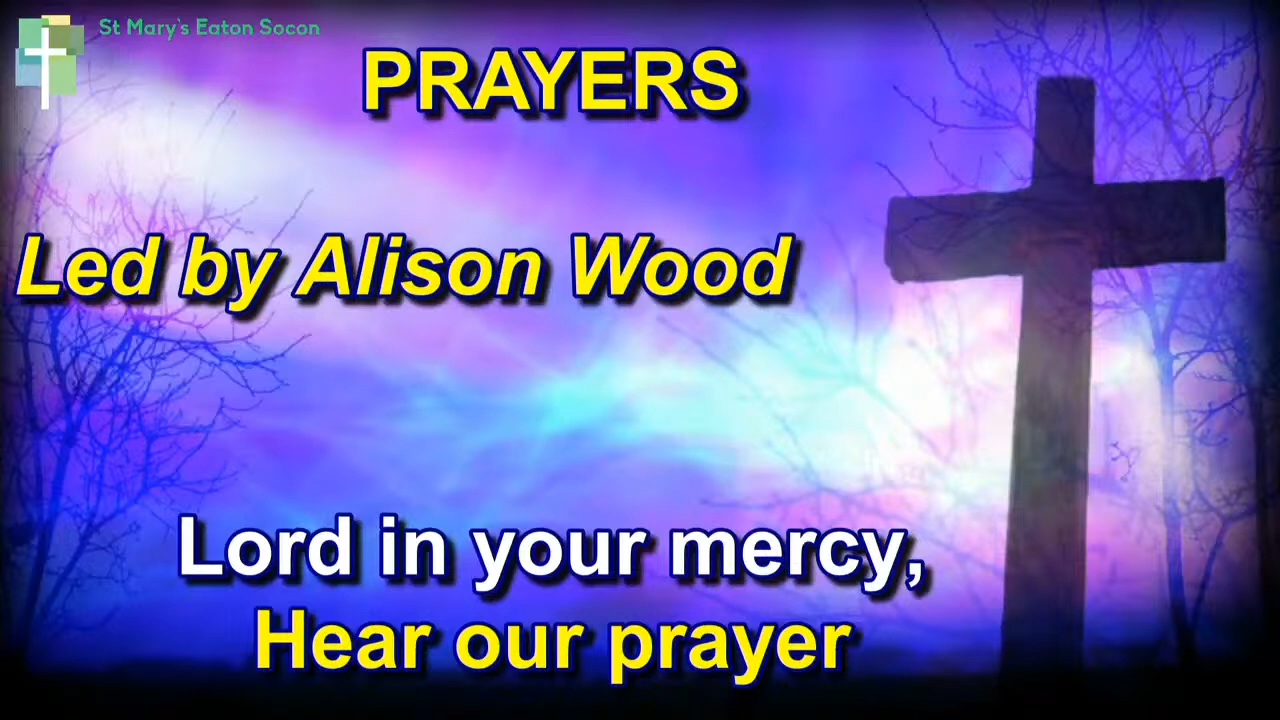 St Mary's Eaton Socon
PRAYERS
Led by Alison Wood
Lord in your mercy,
Hear our prayer